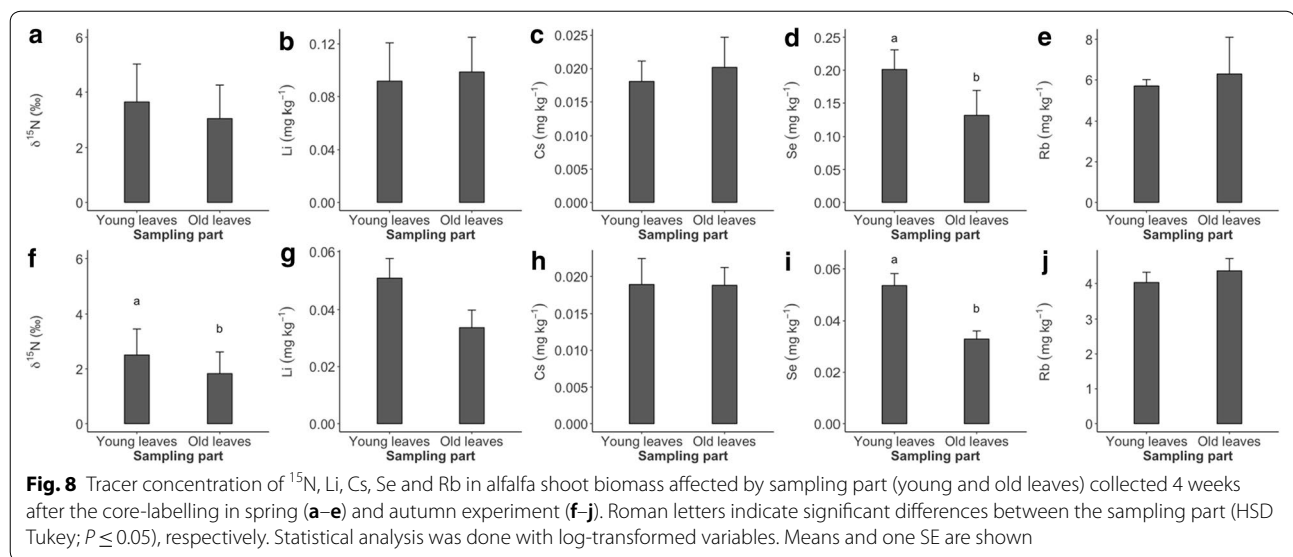 a
6
4
2
0
δ¹⁵N (‰)
Young leaves Old leaves
Sampling part
b
0.12
0.08
0.04
0.00
Li (mg kg⁻¹)
Young leaves Old leaves
Sampling part
c
0.025
0.020
0.015
0.010
0.005
0.000
Cs (mg kg⁻¹)
Young leaves Old leaves
Sampling part
d
0.25
0.20
0.15
0.10
0.05
0.00
Se (mg kg⁻¹)
a
b
Young leaves Old leaves
Sampling part
e
8
6
4
2
0
Rb (mg kg⁻¹)
Young leaves Old leaves
Sampling part
f
6
4
2
0
δ¹⁵N (‰)
a
b
Young leaves Old leaves
Sampling part
g
0.06
0.04
0.02
0.00
Li (mg kg⁻¹)
Young leaves Old leaves
Sampling part
h
0.020
0.015
0.010
0.005
0.000
Cs (mg kg⁻¹)
Young leaves Old leaves
Sampling part
i
0.06
0.04
0.02
0.00
Se (mg kg⁻¹)
a
b
Young leaves Old leaves
Sampling part
j
4
3
2
1
0
Rb (mg kg⁻¹)
Young leaves Old leaves
Sampling part
Fig. 8 Tracer concentration of ¹⁵N, Li, Cs, Se and Rb in alfalfa shoot biomass affected by sampling part (young and old leaves) collected 4 weeks
after the core-labelling in spring (a–e) and autumn experiment (f–j). Roman letters indicate significant differences between the sampling part (HSD
Tukey; P ≤ 0.05), respectively. Statistical analysis was done with log-transformed variables. Means and one SE are shown